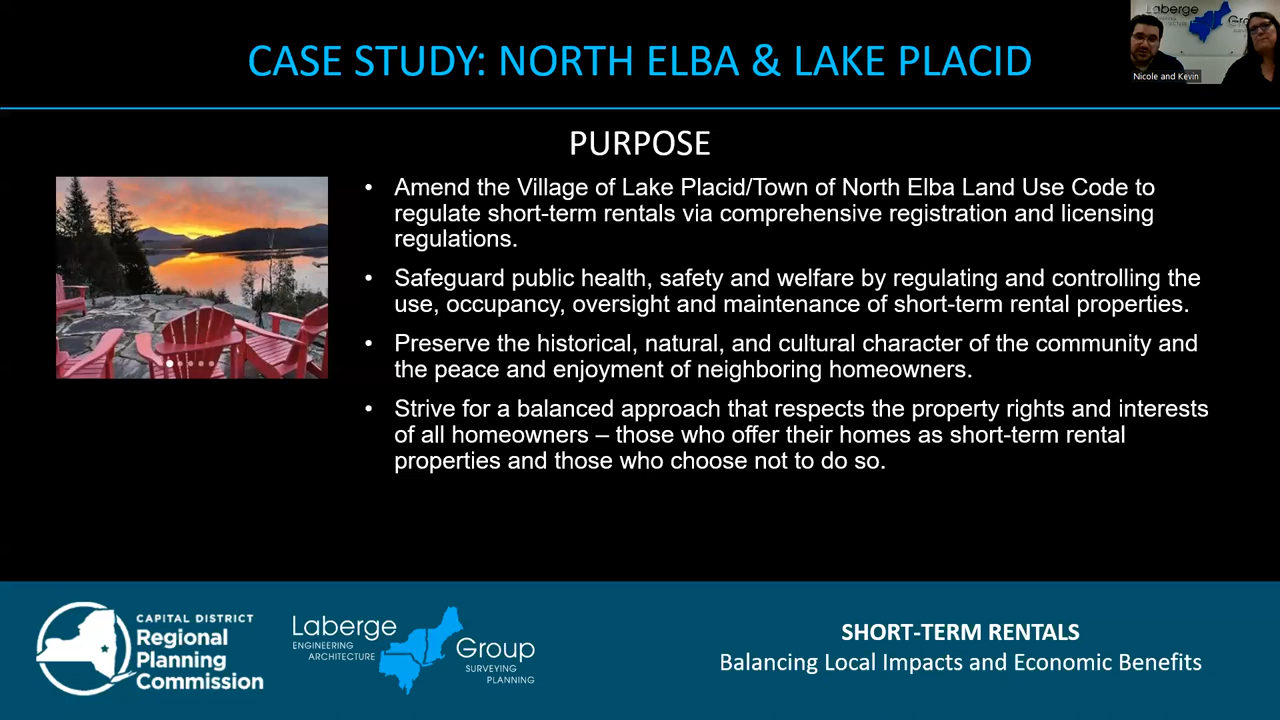 CASE STUDY: NORTH ELBA & LAKE PLACID
Laberge
Nicole and Kevin
PURPOSE
• Amend the Village of Lake Placid/Town of North Elba Land Use Code to
regulate short-term rentals via comprehensive registration and licensing
regulations.
• Safeguard public health, safety and welfare by regulating and controlling the
use, occupancy, oversight and maintenance of short-term rental properties.
• Preserve the historical, natural, and cultural character of the community and
the peace and enjoyment of neighboring homeowners.
• Strive for a balanced approach that respects the property rights and interests
of all homeowners – those who offer their homes as short-term rental
properties and those who choose not to do so.
CAPITAL DISTRICT
Regional
Planning
Commission
Laberge
ENGINEERING
ARCHITECTURE
Group
SURVEYING
PLANNING
SHORT-TERM RENTALS
Balancing Local Impacts and Economic Benefits